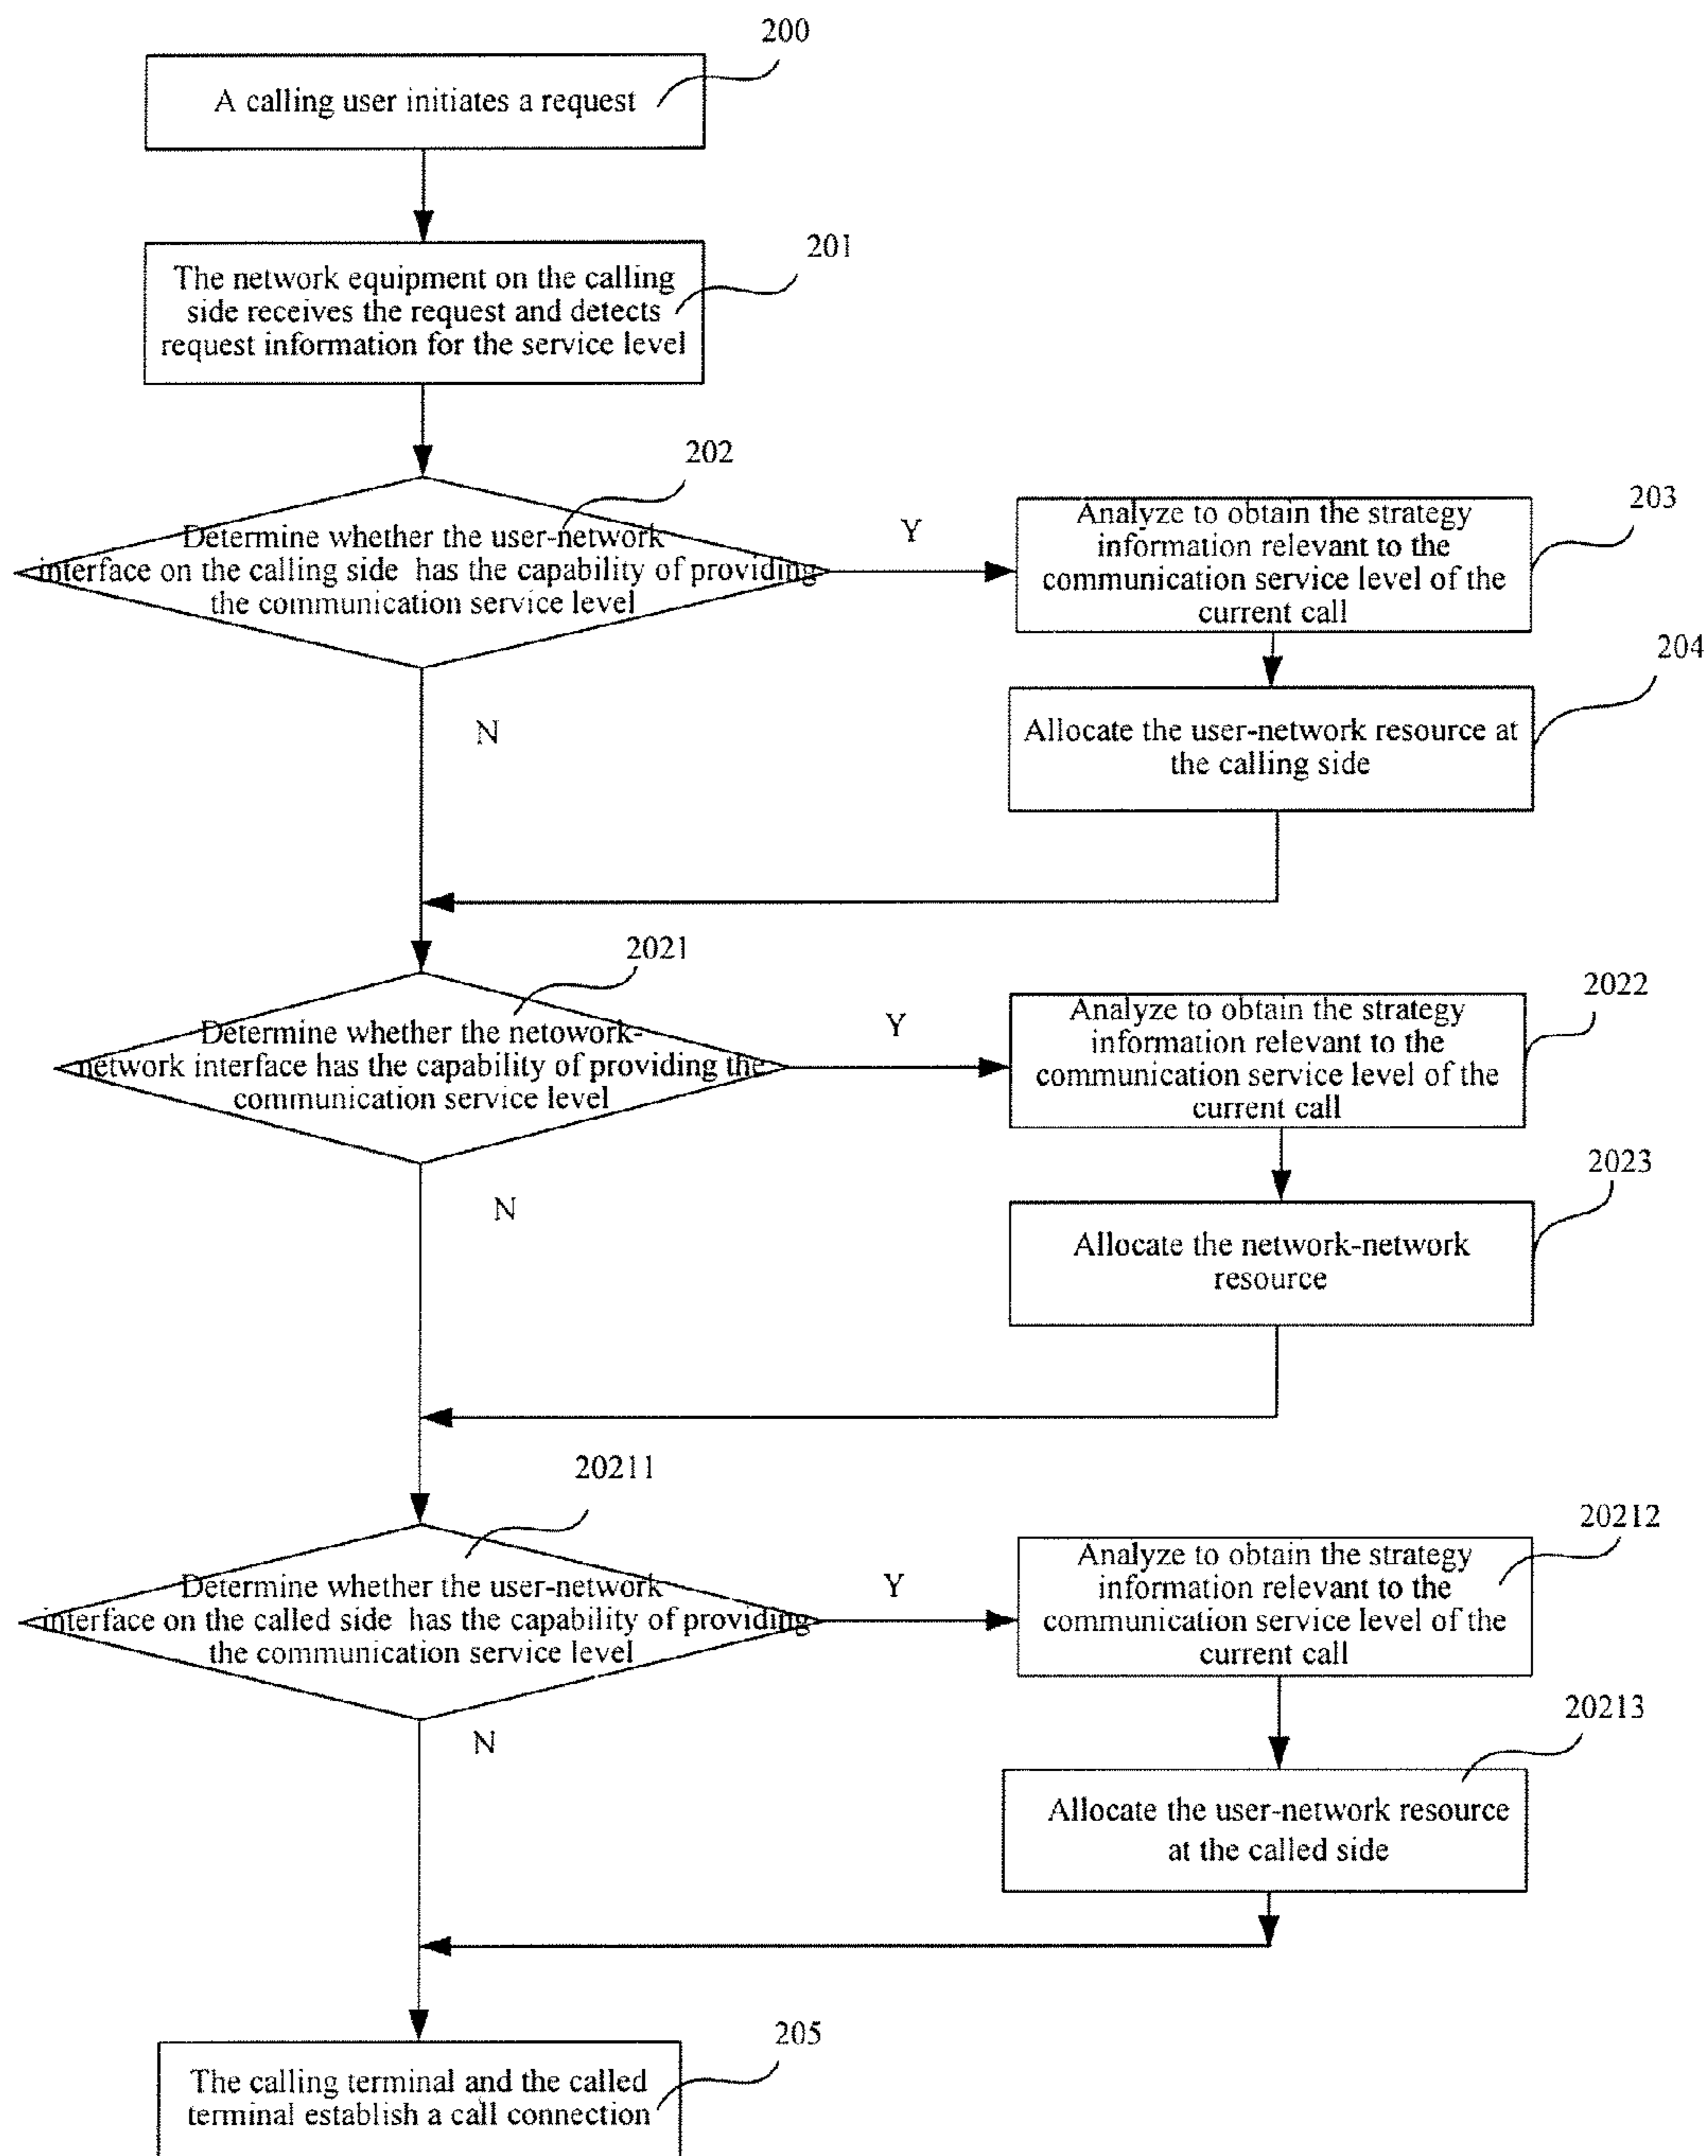 200
A calling user initiates a request
201
The network equipment on the calling
side receives the request and detects
request information for the service level
202
Determine whether the user-network
interface on the calling side has the capability of providing
the communication service level
Y
N
203
Analyze to obtain the strategy
information relevant to the
communication service level of the
current call
204
Allocate the user-network resource at
the calling side
2021
Determine whether the netowork-
network interface has the capability of providing the
communication service level
Y
N
2022
Analyze to obtain the strategy
information relevant to the
communication service level of the
current call
2023
Allocate the network-network
resource
20211
Determine whether the user-network
interface on the called side has the capability of providing
the communication service level
Y
N
20212
Analyze to obtain the strategy
information relevant to the
communication service level of the
current call
20213
Allocate the user-network resource
at the called side
205
The calling terminal and the called
terminal establish a call connection